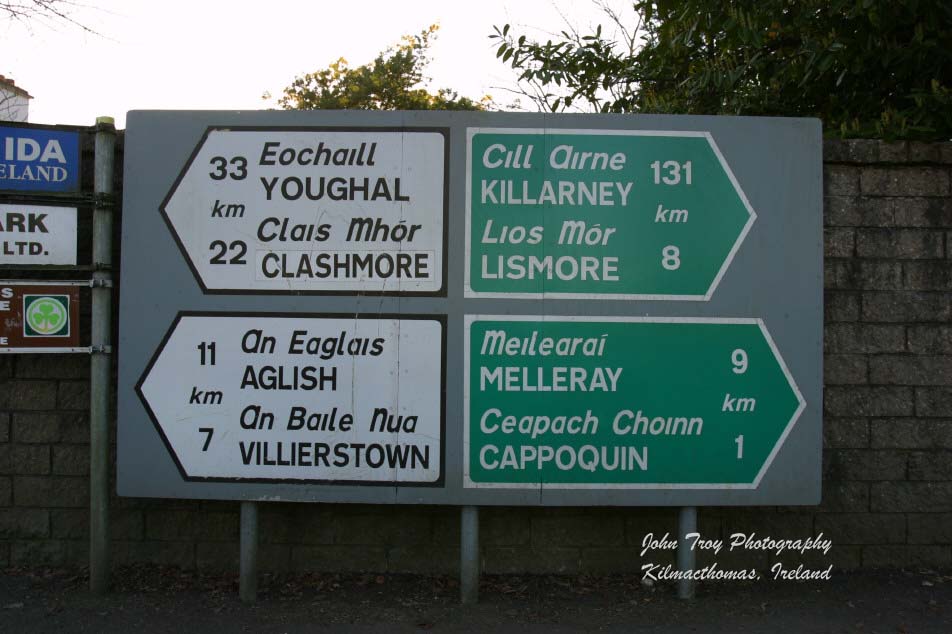 IDA
ELAND
ARK
LTD.
S
E
E
Eochaill
33
YOUGHAL
km
Clais Mhór
22
CLASHMORE
Cill Airne
131
KILLARNEY
km
Lios Mór
8
LISMORE
An Eaglais
11
AGLISH
km
An Baile Nua
7
VILLIERSTOWN
Meilearaí
9
MELLERAY
km
Ceapach Choinn
1
CAPPOQUIN
John Troy Photography
Kilmacthomas, Ireland